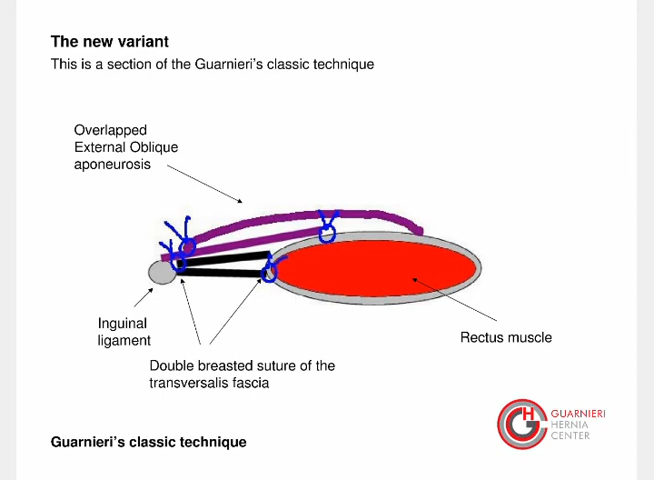 The new variant
This is a section of the Guarnieri's classic technique
Overlapped
External Oblique
aponeurosis
Inguinal
ligament
Rectus muscle
Double breasted suture of the
transversalis fascia
GUARNIERI
HERNIA
CENTER
Guarnieri's classic technique